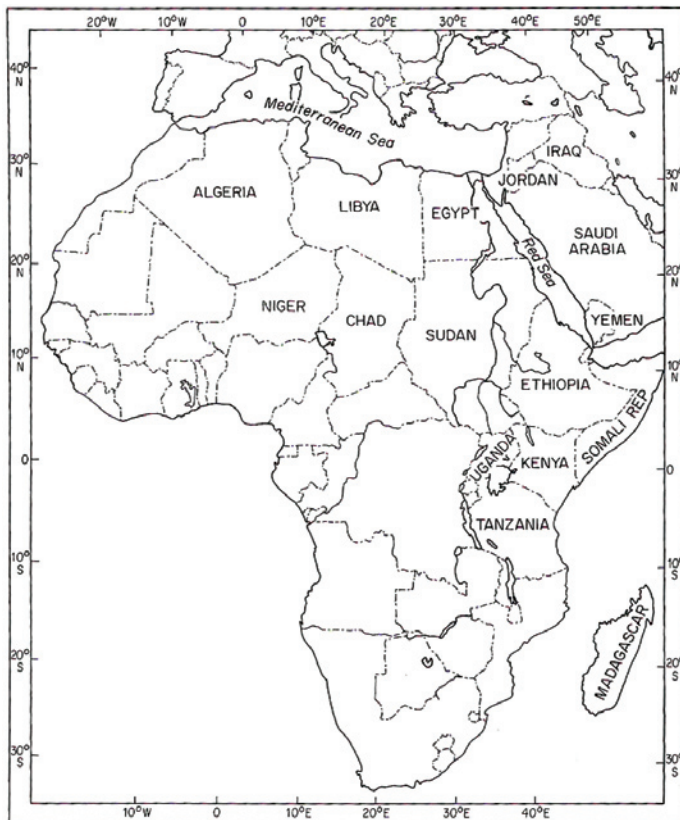 20°W 10°W 0 10°E 20°E 30°E 40°E 50°E
40° N
40° N
Mediterranean Sea
30° N
IRAQ
JORDAN
30° N
ALGERIA
LIBYA
EGYPT
SAUDI
ARABIA
Red Sea
20° N
20° N
NIGER
CHAD
SUDAN
YEMEN
10° N
10° N
ETHIOPIA
SOMALI REP
0
UGANDA
KENYA
0
TANZANIA
10° S
10° S
MADAGASCAR
20° S
20° S
30° S
30° S
10°W 0 10°E 20°E 30°E 40°E